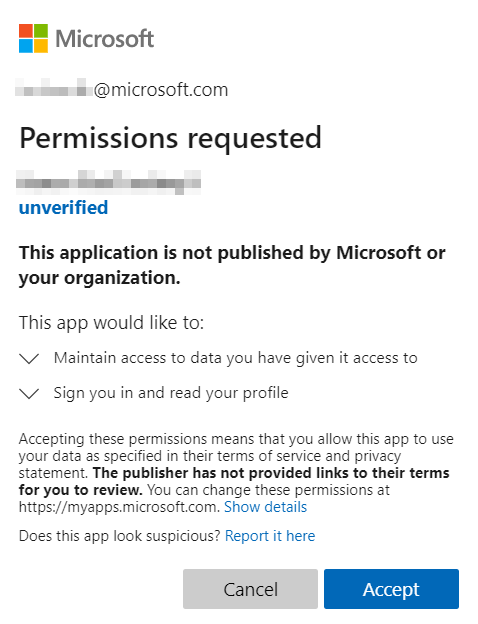 Microsoft
@microsoft.com
Permissions requested
unverified
This application is not published by Microsoft or
your organization.
This app would like to:
Maintain access to data you have given it access to
Sign you in and read your profile
Accepting these permissions means that you allow this app to use
your data as specified in their terms of service and privacy
statement. The publisher has not provided links to their terms
for you to review. You can change these permissions at
https://myapps.microsoft.com. Show details
Does this app look suspicious? Report it here
Cancel Accept